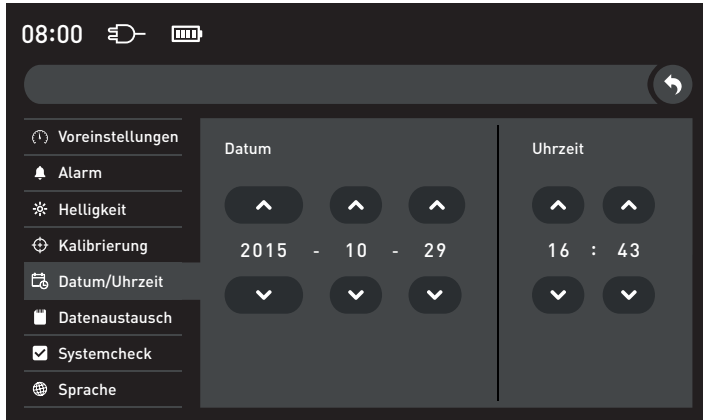 08:00
Voreinstellungen
Alarm
Helligkeit
Kalibrierung
Datum/Uhrzeit
Datenaustausch
Systemcheck
Sprache
Datum
2015 - 10 - 29
Uhrzeit
16 : 43